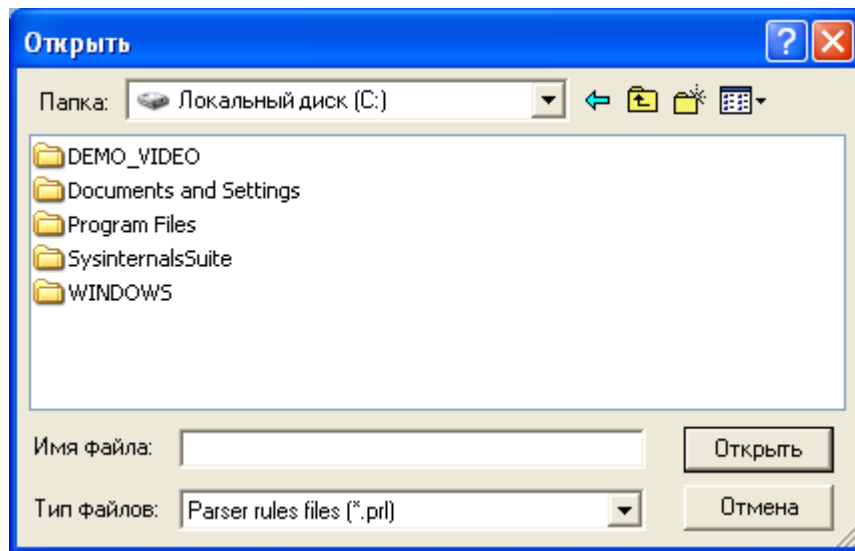 Открыть
Папка: Локальный диск (C:)
DEMO_VIDEO
Documents and Settings
Program Files
SysinternalsSuite
WINDOWS
Имя файла: Открыть
Тип файлов: Parser rules files (*.prl) Отмена